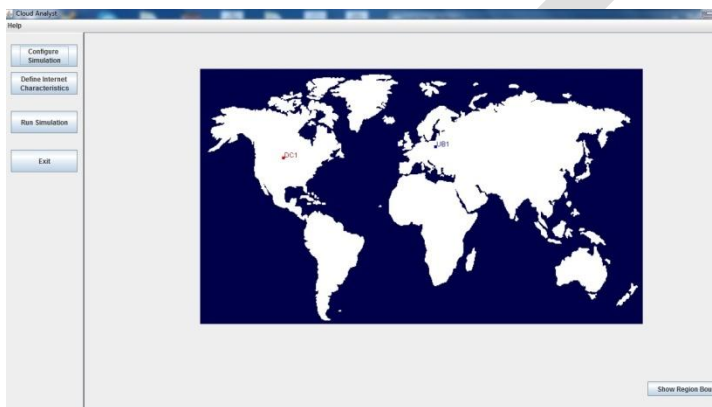 Cloud Analyst
Help
Configure
Simulation
Define Internet
Characteristics
Run Simulation
Exit
DC1
UB1
Show Region Bou